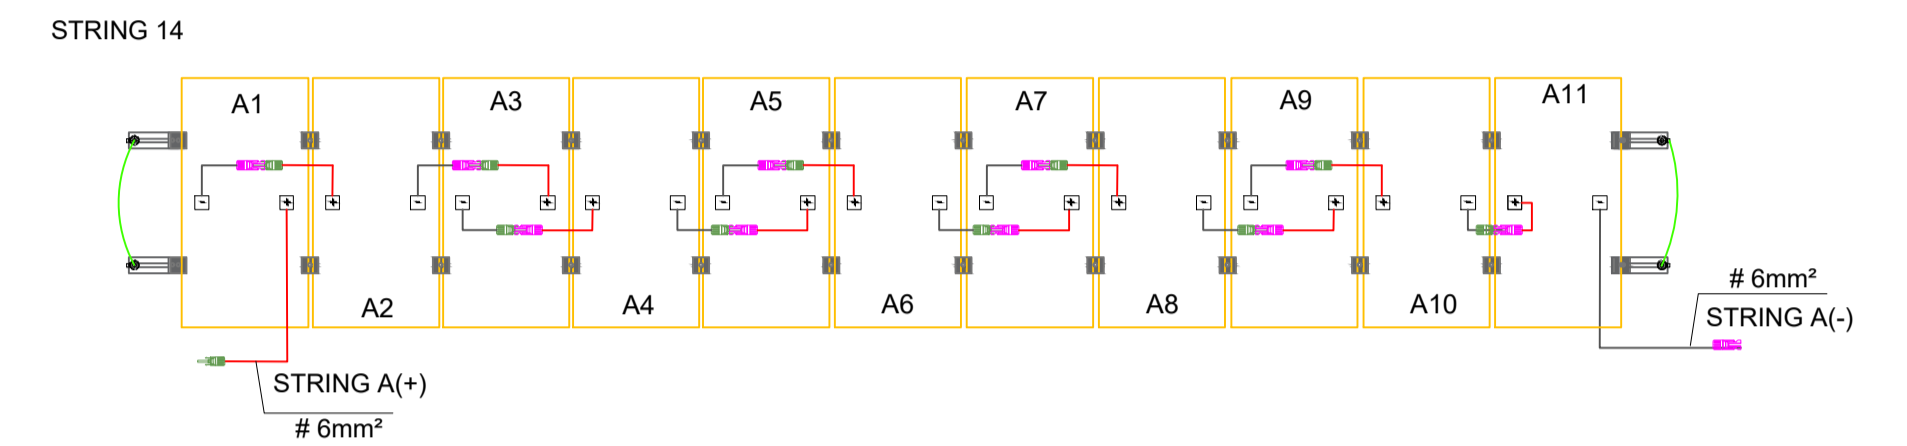 STRING 14
A1
A2
A3
A4
A5
A6
A7
A8
A9
A10
A11
- + + - - + + - - + + - - + + - - + + - + -
STRING A(+)
# 6mm²
# 6mm²
STRING A(-)